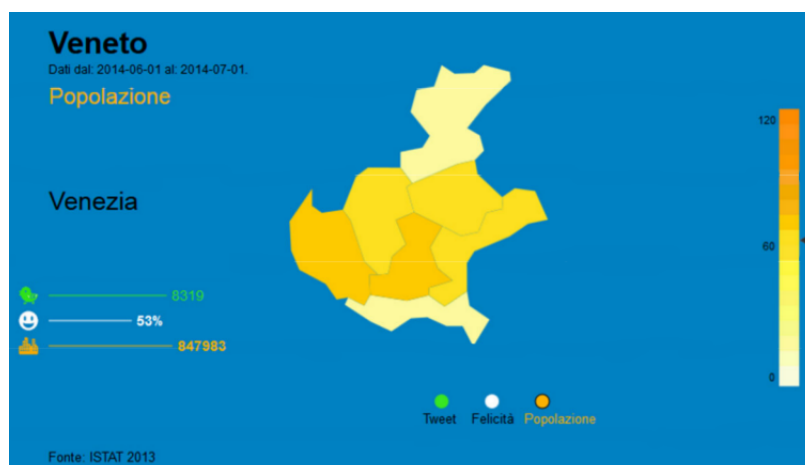 Veneto
Dati dal: 2014-06-01 al: 2014-07-01.
Popolazione
Venezia
8319
53%
847983
120
60
0
Tweet Felicità Popolazione
Fonte: ISTAT 2013